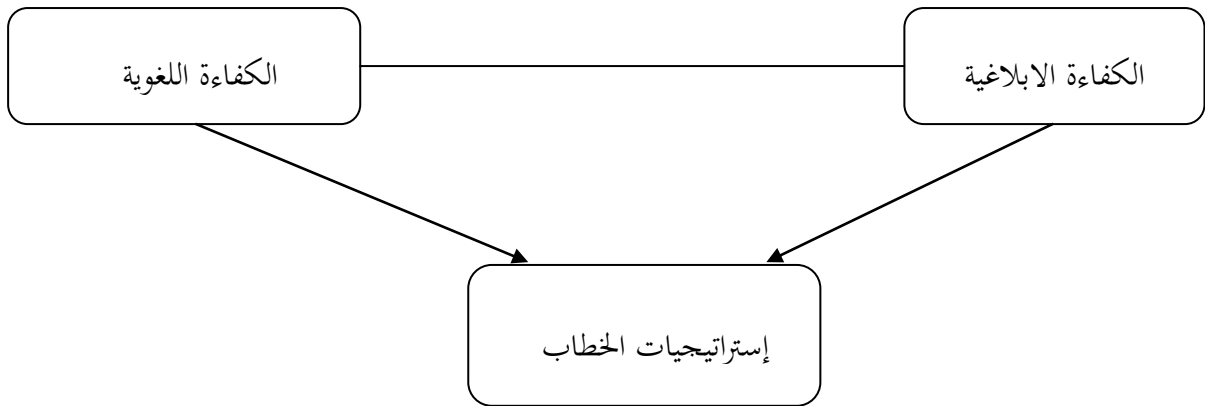 الكفاءة الابلاغية
الكفاءة اللغوية
إستراتيجيات الخطاب